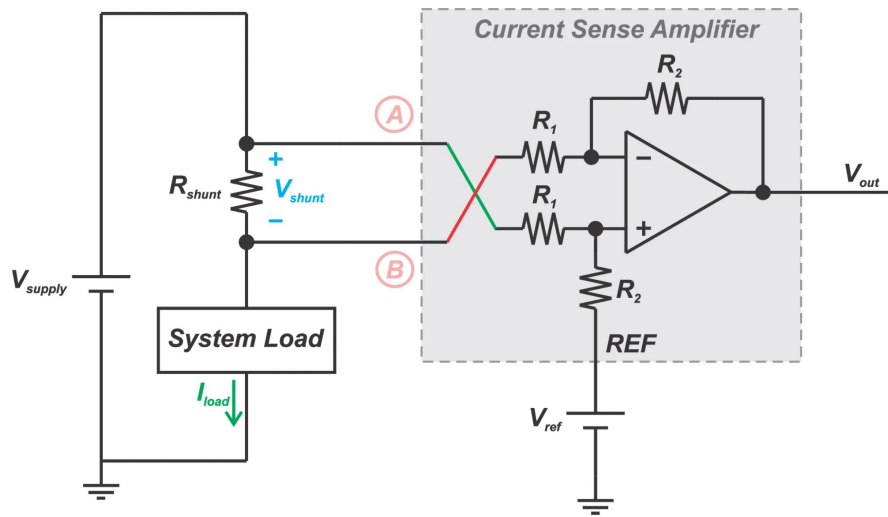 Current Sense Amplifier
R2
A
R1
+
Rshunt
Vshunt
−
−
Vout
R1
+
B
Vsupply
R2
System Load
REF
Iload
Vref